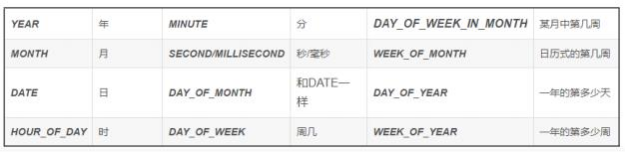 YEAR 年 MINUTE 分 DAY_OF_WEEK_IN_MONTH 某月中第几周
MONTH 月 SECOND/MILLISECOND 秒/毫秒 WEEK_OF_MONTH 日历式的第几周
DATE 日 DAY_OF_MONTH 和DATE一
样 DAY_OF_YEAR 一年的第多少天
HOUR_OF_DAY 时 DAY_OF_WEEK 周几 WEEK_OF_YEAR 一年的第多少周